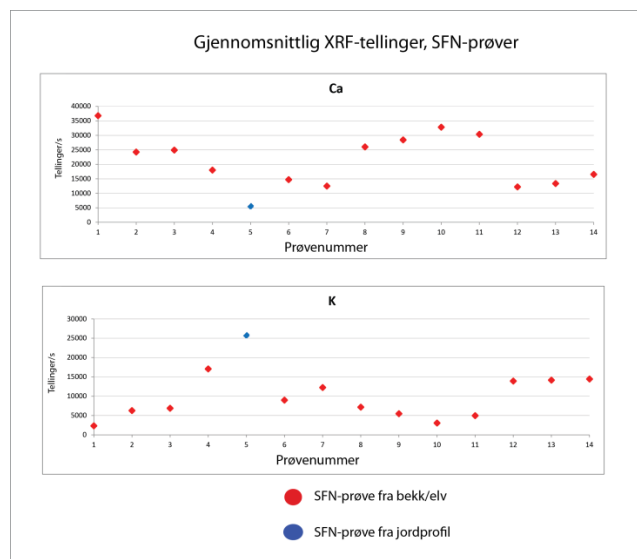 Gjennomsnittlig XRF-tellinger, SFN-prøver
Ca
Tellinger/s
40000
35000
30000
25000
20000
15000
10000
5000
0
1 2 3 4 5 6 7 8 9 10 11 12 13 14
Prøvenummer
K
Tellinger/s
30000
25000
20000
15000
10000
5000
0
1 2 3 4 5 6 7 8 9 10 11 12 13 14
Prøvenummer
SFN-prøve fra bekk/elv
SFN-prøve fra jordprofil